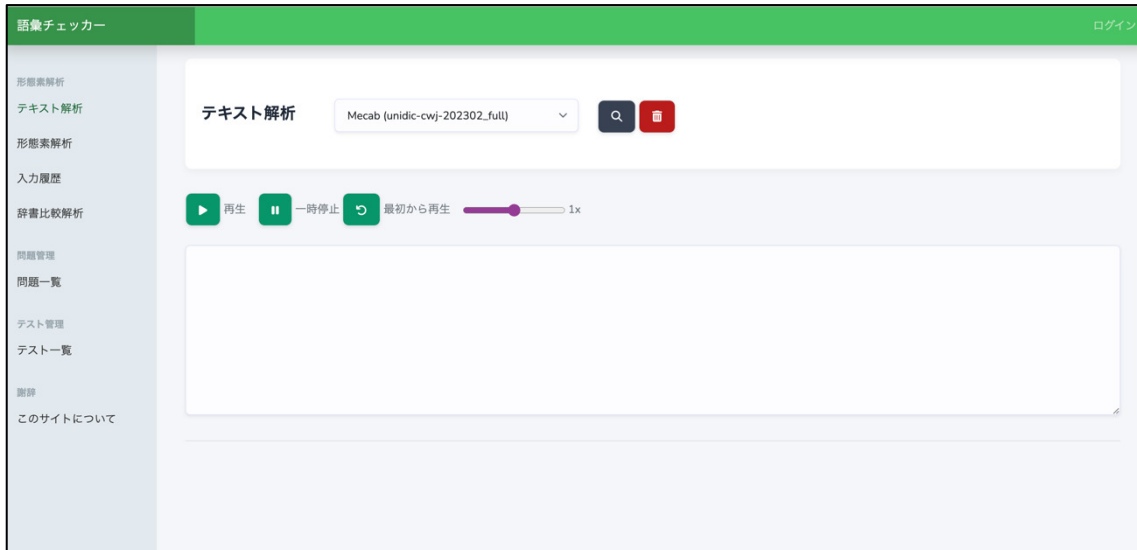 語彙チェッカー
ログイン
形態素解析
テキスト解析
形態素解析
入力履歴
辞書比較解析
問題管理
問題一覧
テスト管理
テスト一覧
謝辞
このサイトについて
テキスト解析
Mecab (unidic-cwj-202302_full)
再生 一時停止 最初から再生 1x